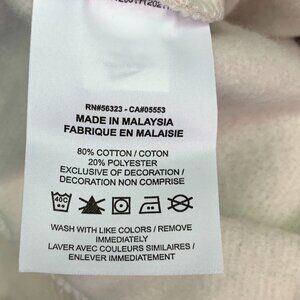 RN#56323 - CA#05553
MADE IN MALAYSIA
FABRIQUE EN MALAISIE
80% COTTON / COTON
20% POLYESTER
EXCLUSIVE OF DECORATION /
DECORATION NON COMPRISE
40C
WASH WITH LIKE COLORS / REMOVE
IMMEDIATELY
LAVER AVEC COULEURS SIMILAIRES /
ENLEVER IMMEDIATEMENT